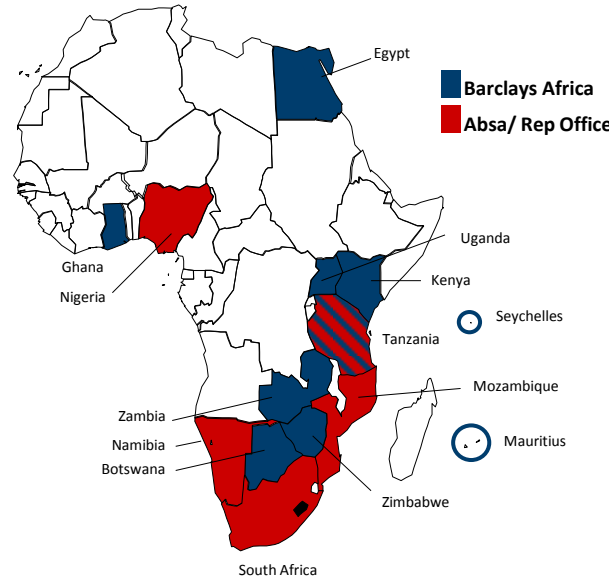 Egypt
Barclays Africa
Absa/ Rep Office
Uganda
Ghana
Kenya
Nigeria
Seychelles
Tanzania
Mozambique
Zambia
Namibia
Mauritius
Botswana
Zimbabwe
South Africa